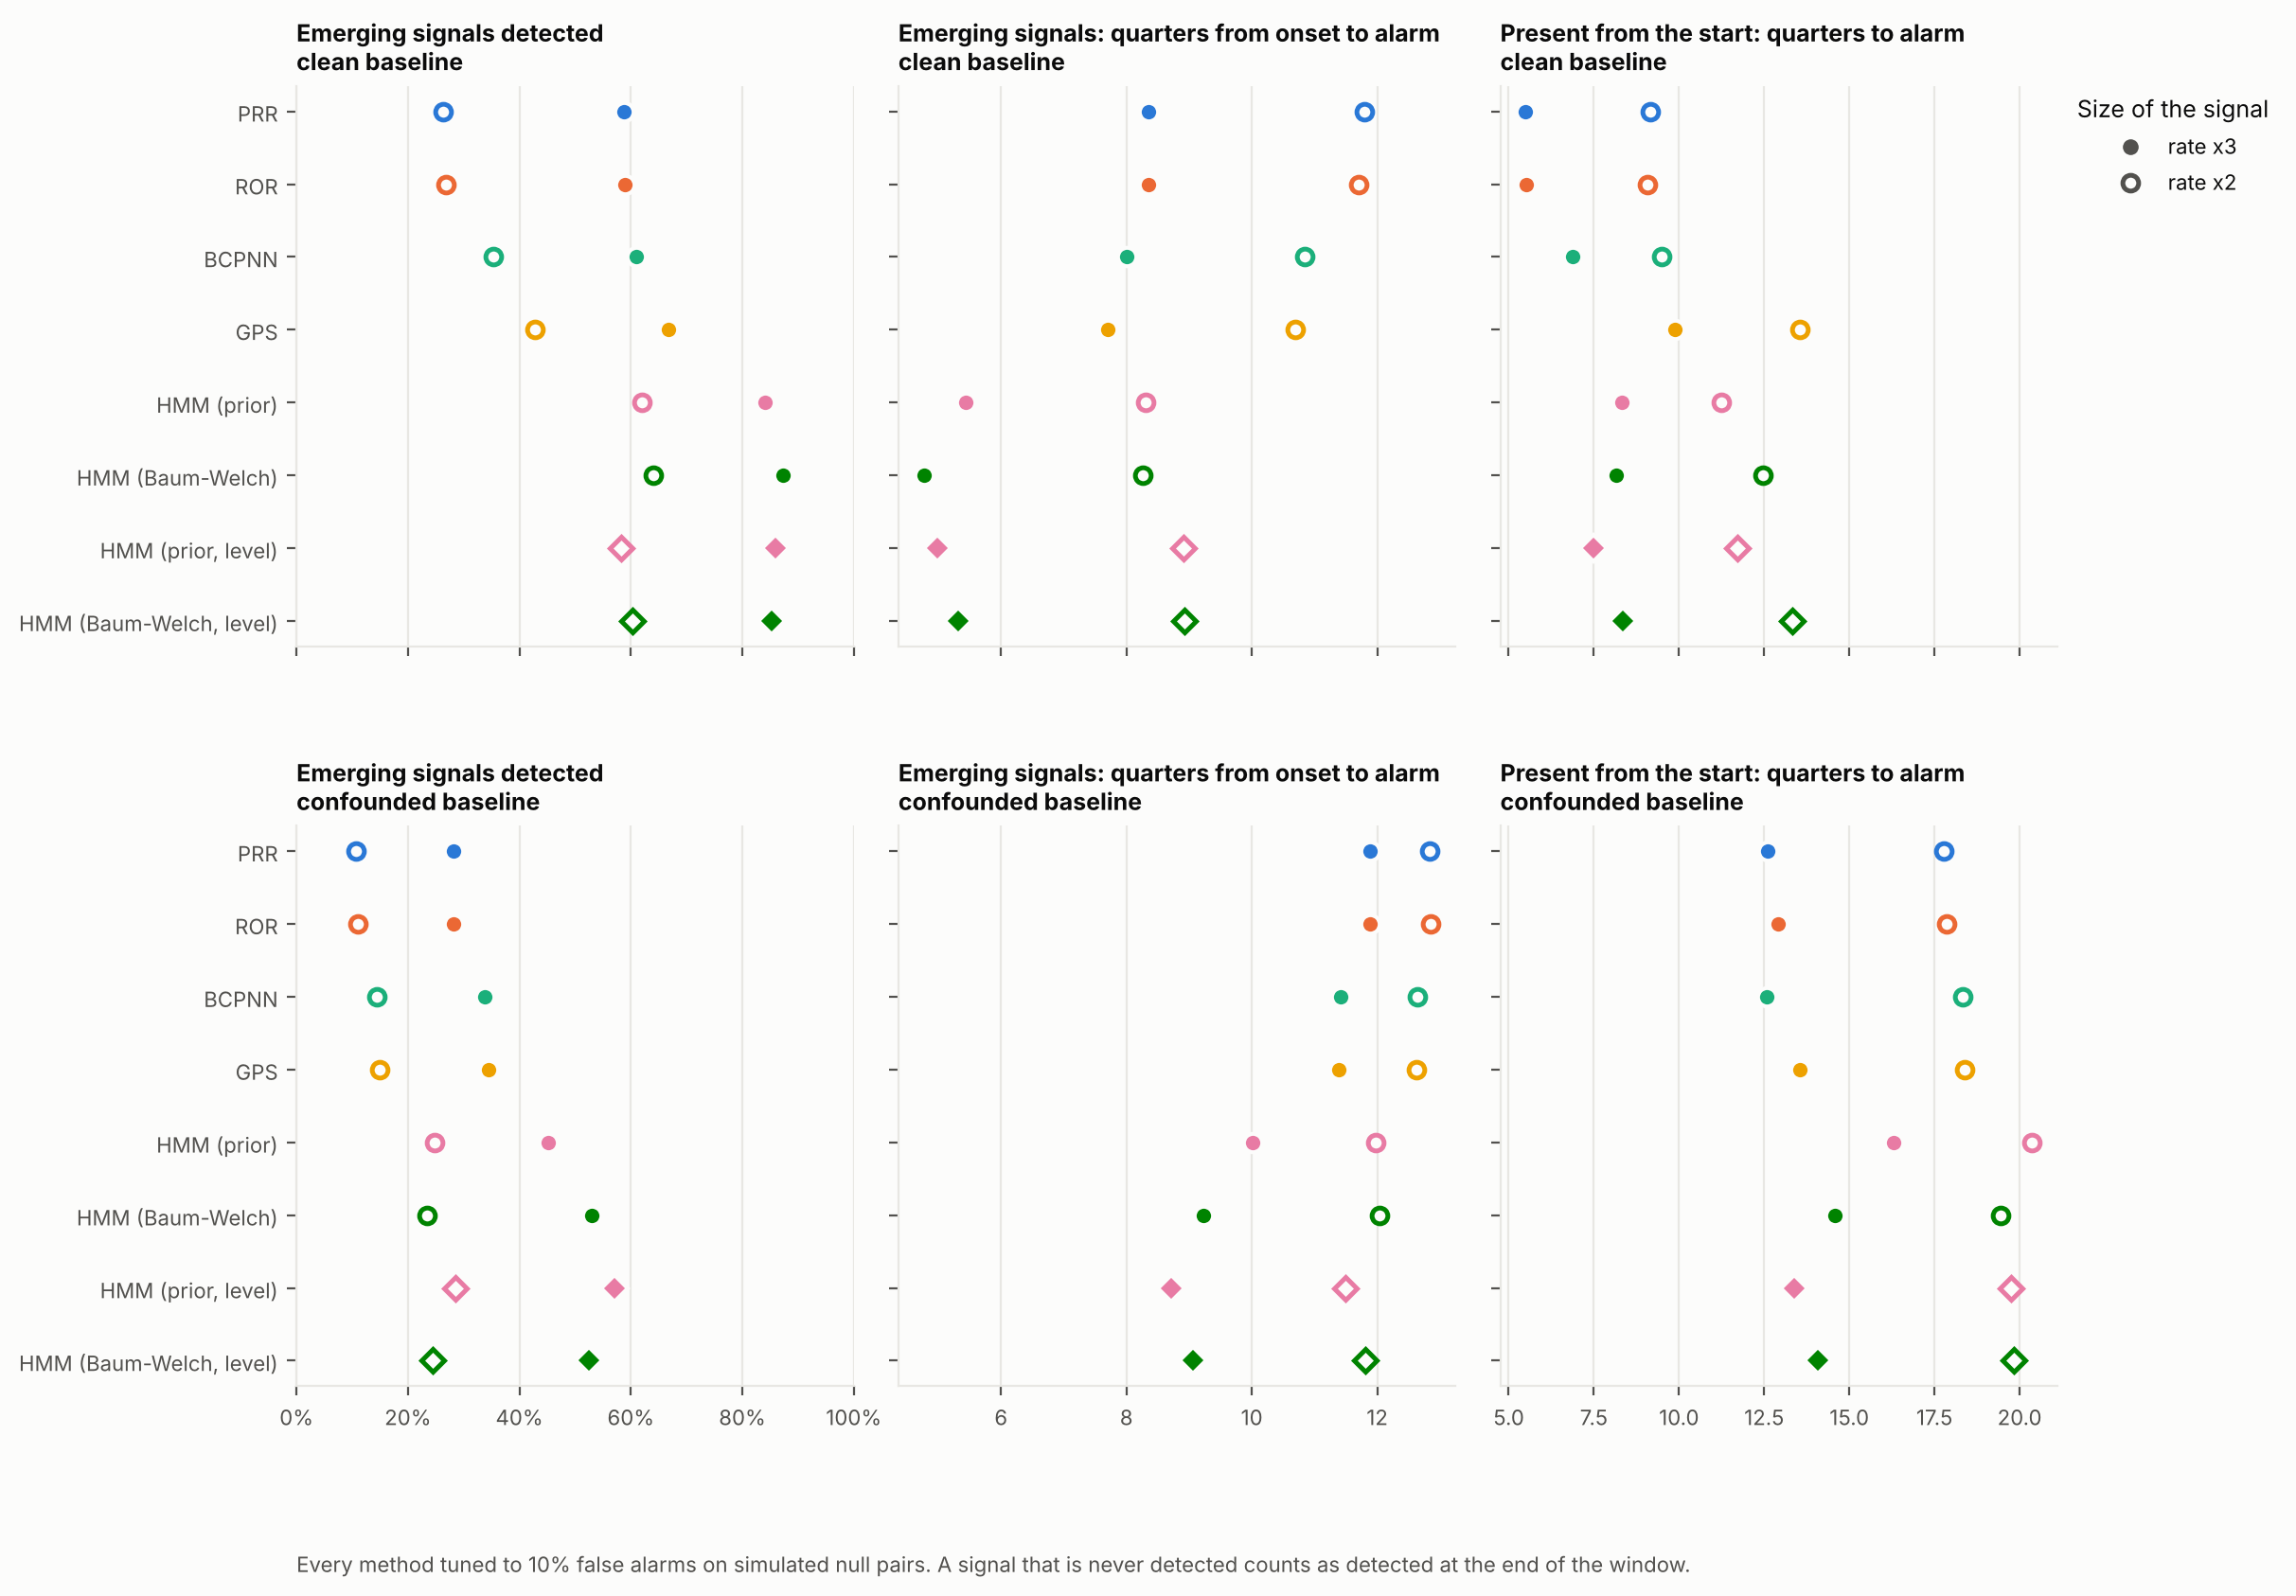 Emerging signals detected
clean baseline
Emerging signals: quarters from onset to alarm
clean baseline
Present from the start: quarters to alarm
clean baseline
Size of the signal
rate x3
rate x2
PRR
ROR
BCPNN
GPS
HMM (prior)
HMM (Baum-Welch)
HMM (prior, level)
HMM (Baum-Welch, level)
Emerging signals detected
confounded baseline
Emerging signals: quarters from onset to alarm
confounded baseline
Present from the start: quarters to alarm
confounded baseline
PRR
ROR
BCPNN
GPS
HMM (prior)
HMM (Baum-Welch)
HMM (prior, level)
HMM (Baum-Welch, level)
0% 20% 40% 60% 80% 100%
6 8 10 12
5.0 7.5 10.0 12.5 15.0 17.5 20.0
Every method tuned to 10% false alarms on simulated null pairs. A signal that is never detected counts as detected at the end of the window.